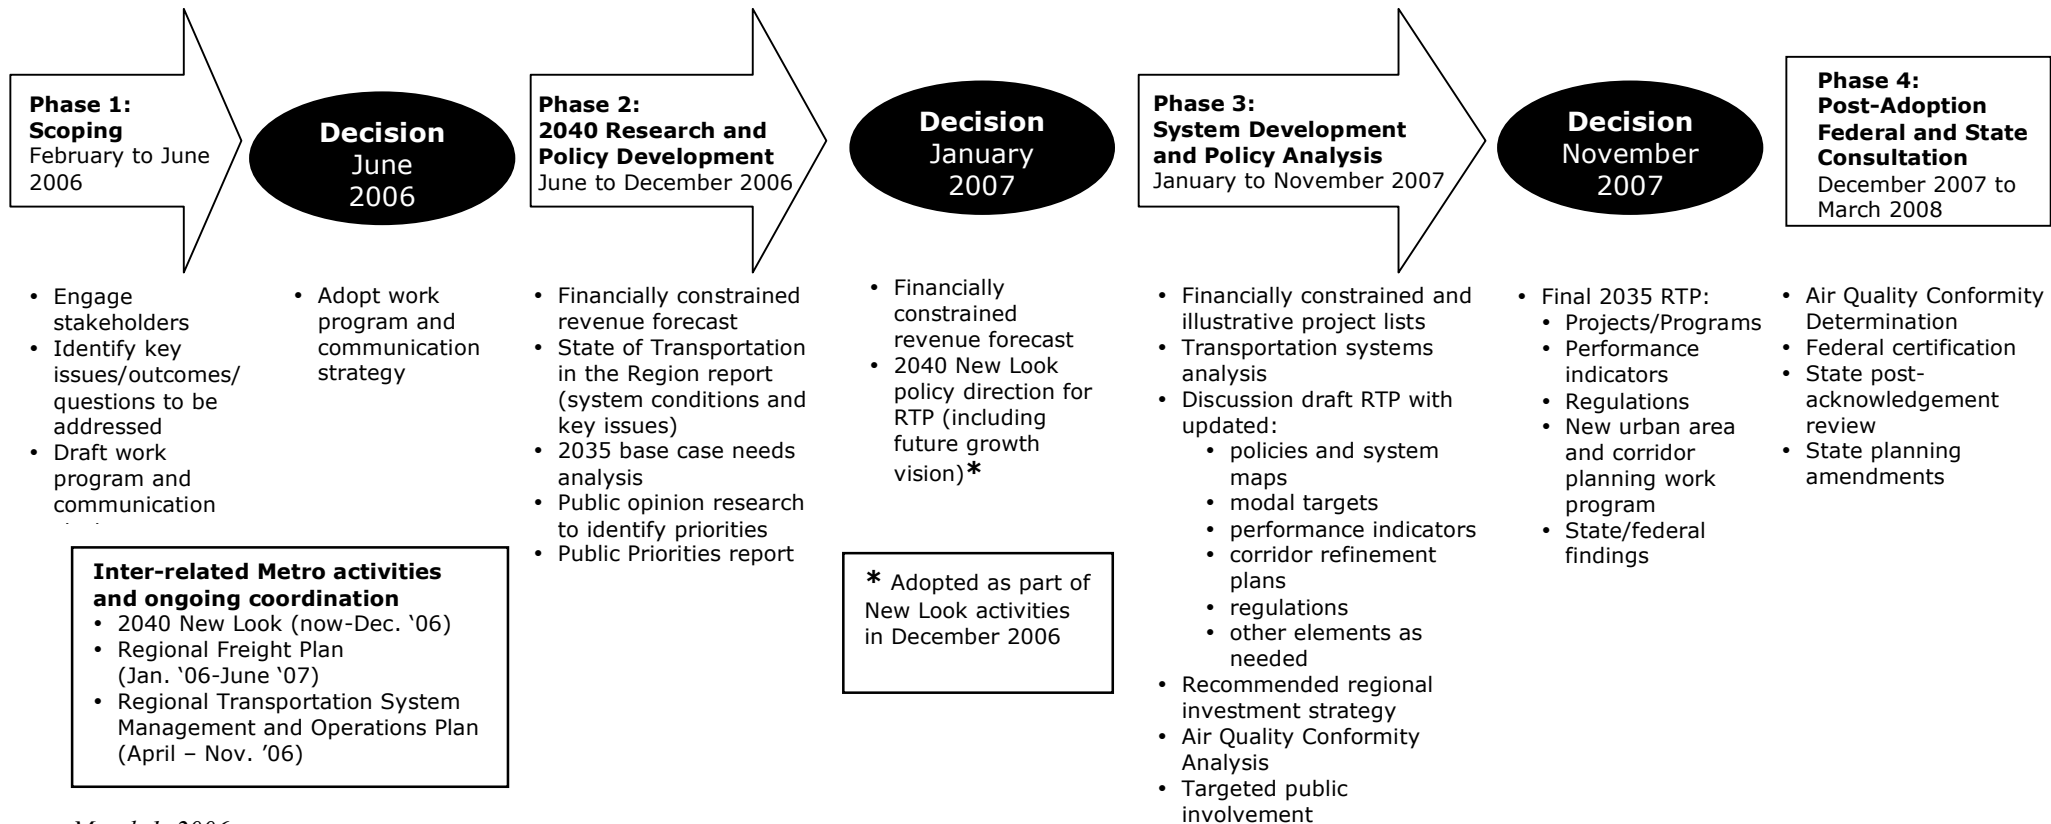 Phase 1:
Scoping
February to June
2006
Decision
June
2006
Phase 2:
2040 Research and
Policy Development
June to December 2006
Decision
January
2007
Phase 3:
System Development
and Policy Analysis
January to November 2007
Decision
November
2007
Phase 4:
Post-Adoption
Federal and State
Consultation
December 2007 to
March 2008
• Engage
stakeholders
• Identify key
issues/outcomes/
questions to be
addressed
• Draft work
program and
communication
• Adopt work
program and
communication
strategy
• Financially constrained
revenue forecast
• State of Transportation
in the Region report
(system conditions and
key issues)
• 2035 base case needs
analysis
• Public opinion research
to identify priorities
• Public Priorities report
• Financially
constrained
revenue forecast
• 2040 New Look
policy direction for
RTP (including
future growth
vision)*
• Financially constrained and
illustrative project lists
• Transportation systems
analysis
• Discussion draft RTP with
updated:
• policies and system
maps
• modal targets
• performance indicators
• corridor refinement
plans
• regulations
• other elements as
needed
• Recommended regional
investment strategy
• Air Quality Conformity
Analysis
• Targeted public
involvement
• Final 2035 RTP:
• Projects/Programs
• Performance
indicators
• Regulations
• New urban area
and corridor
planning work
program
• State/federal
findings
• Air Quality Conformity
Determination
• Federal certification
• State post-
acknowledgement
review
• State planning
amendments
Inter-related Metro activities
and ongoing coordination
• 2040 New Look (now-Dec. ‘06)
• Regional Freight Plan
(Jan. ‘06-June ‘07)
• Regional Transportation System
Management and Operations Plan
(April – Nov. ’06)
* Adopted as part of
New Look activities
in December 2006
March 1, 2006